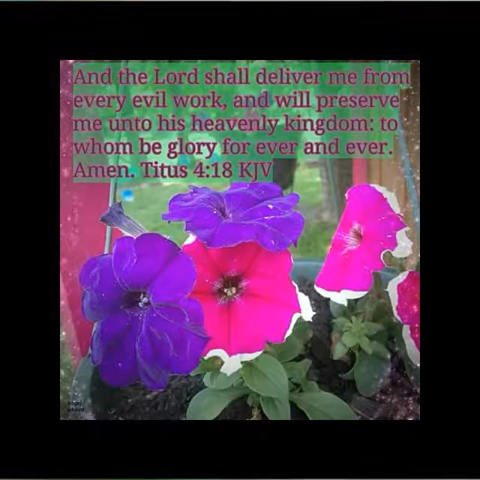 And the Lord shall deliver me from
every evil work, and will preserve
me unto his heavenly kingdom: to
whom be glory for ever and ever.
Amen. Titus 4:18 KJV